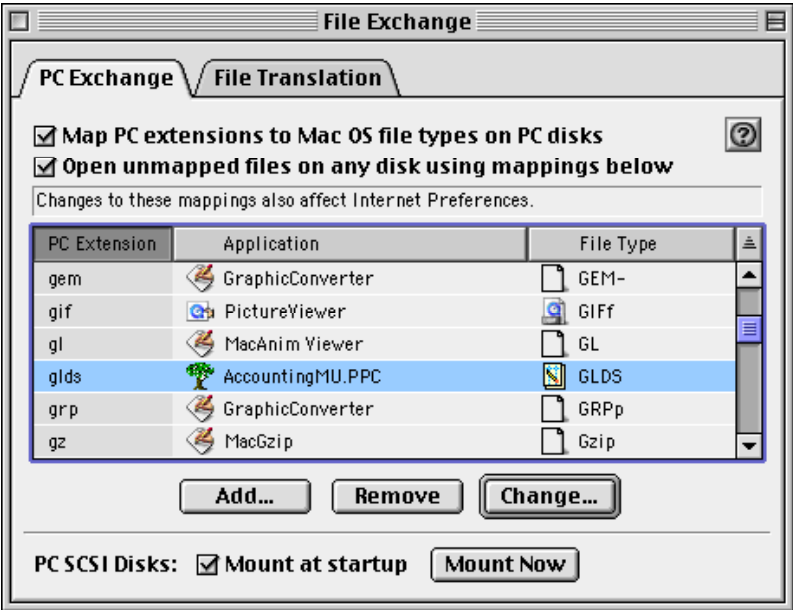 File Exchange
PC Exchange File Translation
Map PC extensions to Mac OS file types on PC disks
?
Open unmapped files on any disk using mappings below
Changes to these mappings also affect Internet Preferences.
PC Extension Application File Type
gem GraphicConverter GEM-
gif PictureViewer GIFf
gl MacAnim Viewer GL
glds AccountingMU.PPC GLDS
grp GraphicConverter GRPp
gz MacGzip Gzip
Add... Remove Change...
PC SCSI Disks: Mount at startup Mount Now